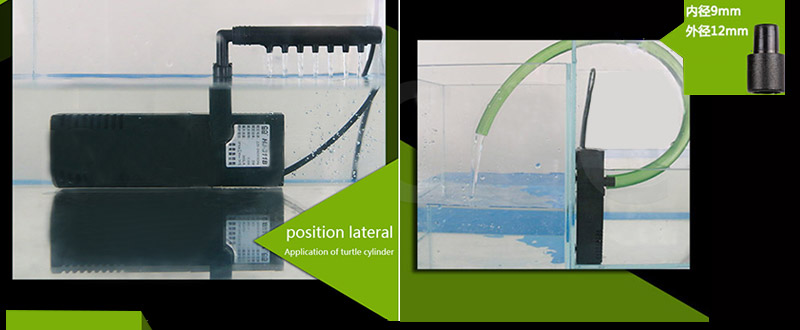 内径9mm
外径12mm
position lateral
Application of turtle cylinder